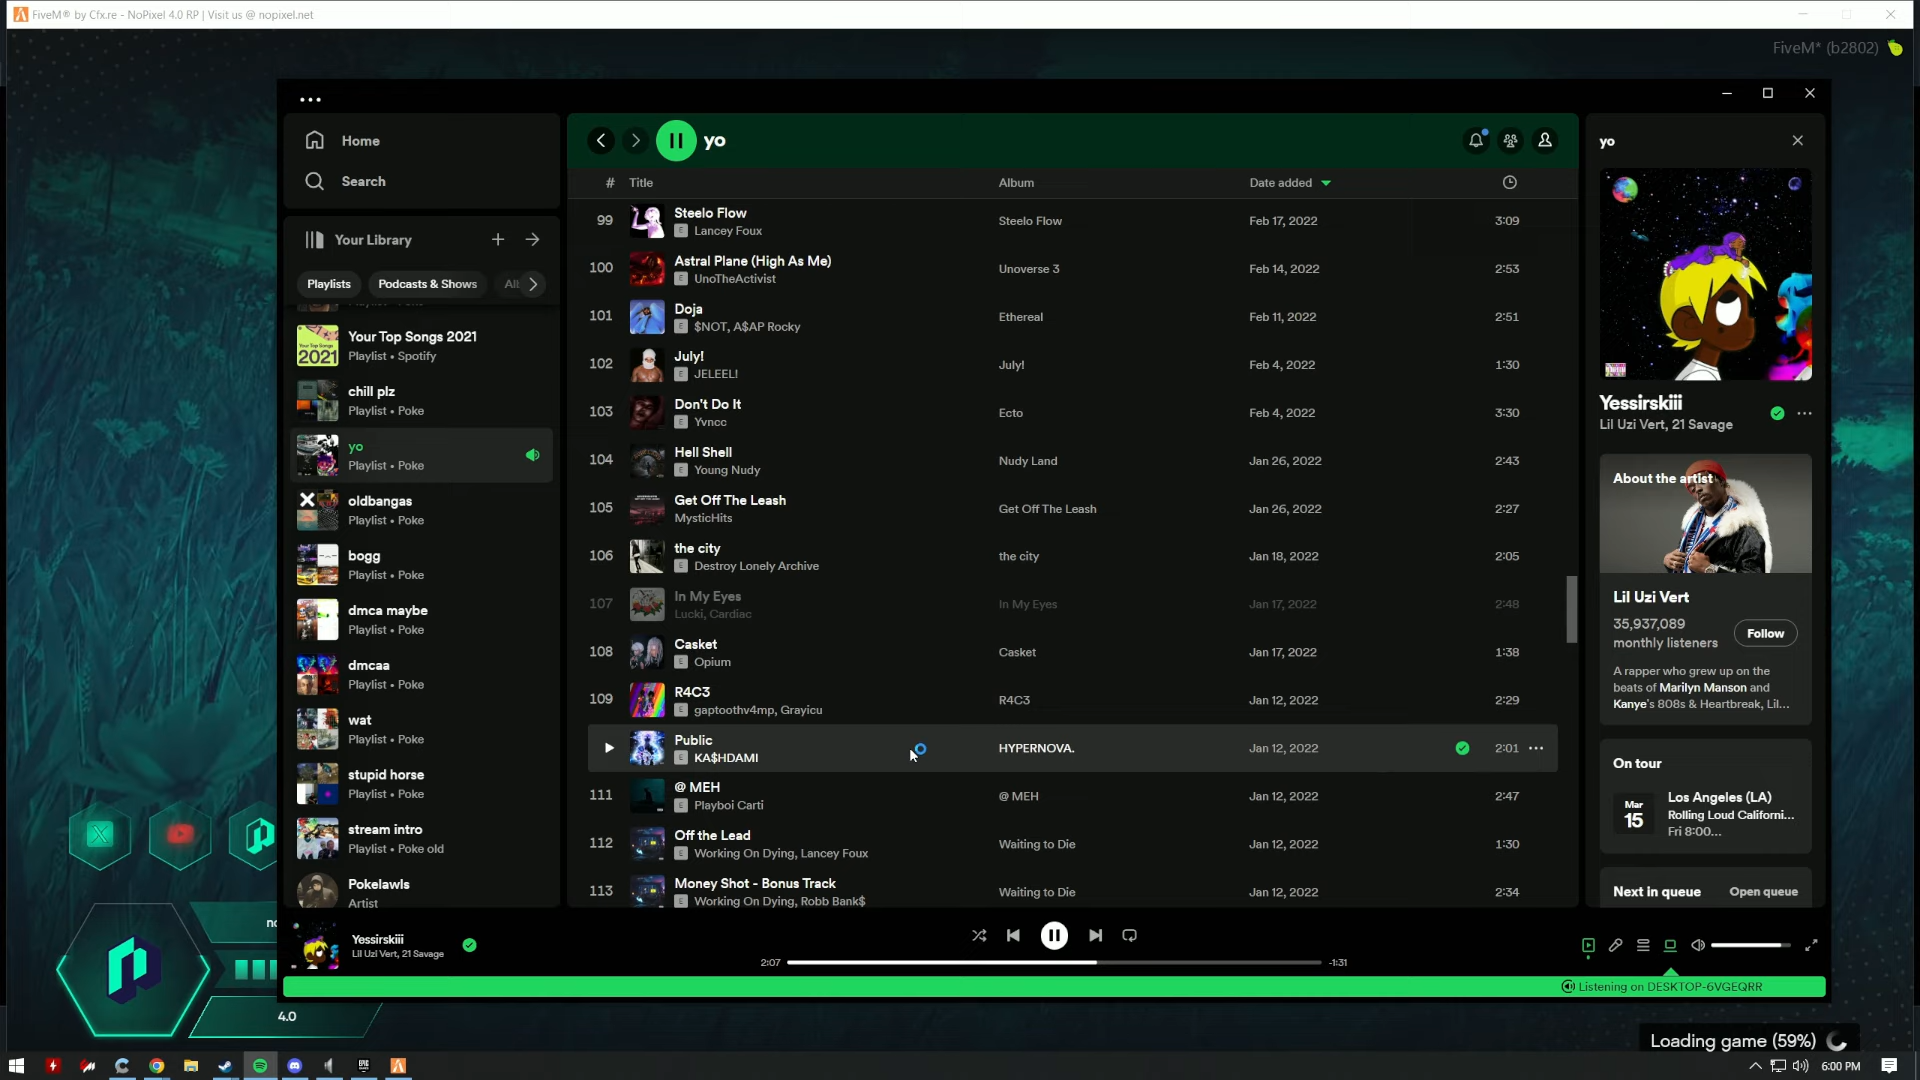 FiveM® by Cfx.re - NoPixel 4.0 RP | Visit us @ nopixel.net
FiveM* (b2802)
Home
Search
Your Library
Playlists
Podcasts & Shows
Your Top Songs 2021
Playlist • Spotify
chill plz
Playlist • Poke
yo
Playlist • Poke
oldbangas
Playlist • Poke
bogg
Playlist • Poke
dmca maybe
Playlist • Poke
dmcaa
Playlist • Poke
wat
Playlist • Poke
stupid horse
Playlist • Poke
stream intro
Playlist • Poke old
Pokelawls
Artist
yo
# Title Album Date added
99 Steelo Flow Steelo Flow Feb 17, 2022 3:09
E Lancey Foux
100 Astral Plane (High As Me) Unoverse 3 Feb 14, 2022 2:53
E UnoTheActivist
101 Doja Ethereal Feb 11, 2022 2:51
E $NOT, A$AP Rocky
102 July! July! Feb 4, 2022 1:30
E JELEEL!
103 Don't Do It Ecto Feb 4, 2022 3:30
E Yvncc
104 Hell Shell Nudy Land Jan 26, 2022 2:43
E Young Nudy
105 Get Off The Leash Get Off The Leash Jan 26, 2022 2:27
MysticHits
106 the city the city Jan 18, 2022 2:05
E Destroy Lonely Archive
107 In My Eyes In My Eyes Jan 17, 2022 2:48
Lucki, Cardiac
108 Casket Casket Jan 17, 2022 1:38
E Opium
109 R4C3 R4C3 Jan 12, 2022 2:29
E gaptoothv4mp, Grayicu
Public HYPERNOVA. Jan 12, 2022 2:01
E KA$HDAMI
111 @ MEH @ MEH Jan 12, 2022 2:47
E Playboi Carti
112 Off the Lead Waiting to Die Jan 12, 2022 1:30
E Working On Dying, Lancey Foux
113 Money Shot - Bonus Track Waiting to Die Jan 12, 2022 2:34
E Working On Dying, Robb Bank$
yo
Yessirskiii
Lil Uzi Vert, 21 Savage
About the artist
Lil Uzi Vert
35,937,089
monthly listeners
Follow
A rapper who grew up on the
beats of Marilyn Manson and
Kanye's 808s & Heartbreak, Lil...
On tour
Mar
15
Los Angeles (LA)
Rolling Loud Californi...
Fri 8:00...
Next in queue Open queue
Yessirskiii
Lil Uzi Vert, 21 Savage
2:07
-1:31
Listening on DESKTOP-6VGEQRR
4.0
Loading game (59%)
6:00 PM